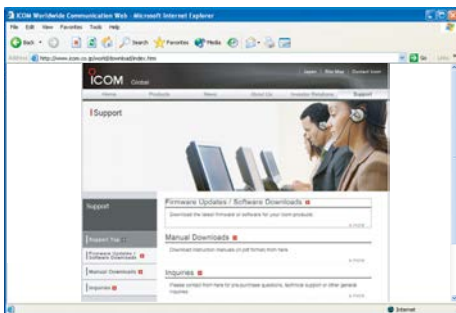 ICOM Worldwide Communication Web - Microsoft Internet Explorer
File Edit View Favorites Tools Help
Back Search Favorites Media
Address http://www.icom.co.jp/world/download/index.htm Go Links
ICOM Global
Japan | Site Map | Contact Icom
Home Products News About Us Investor Relations Support
Support
Support
Support Top
Firmware Updates /
Software Downloads
Manual Downloads
Inquiries
Firmware Updates / Software Downloads
Download the latest firmware or software for your Icom products.
Manual Downloads
Download instruction manuals (in pdf format) from here.
Inquiries
Please contact from here for pre-purchase questions, technical support or other general
inquiries.
Internet